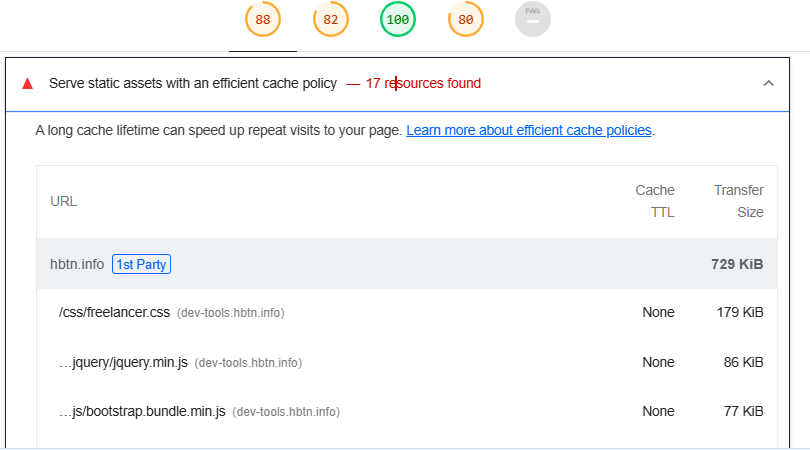 88 82 100 80 PWA
Serve static assets with an efficient cache policy — 17 resources found
A long cache lifetime can speed up repeat visits to your page. Learn more about efficient cache policies.
URL Cache TTL Transfer Size
hbtn.info 1st Party 729 KiB
/css/freelancer.css (dev-tools.hbtn.info) None 179 KiB
…jquery/jquery.min.js (dev-tools.hbtn.info) None 86 KiB
…js/bootstrap.bundle.min.js (dev-tools.hbtn.info) None 77 KiB